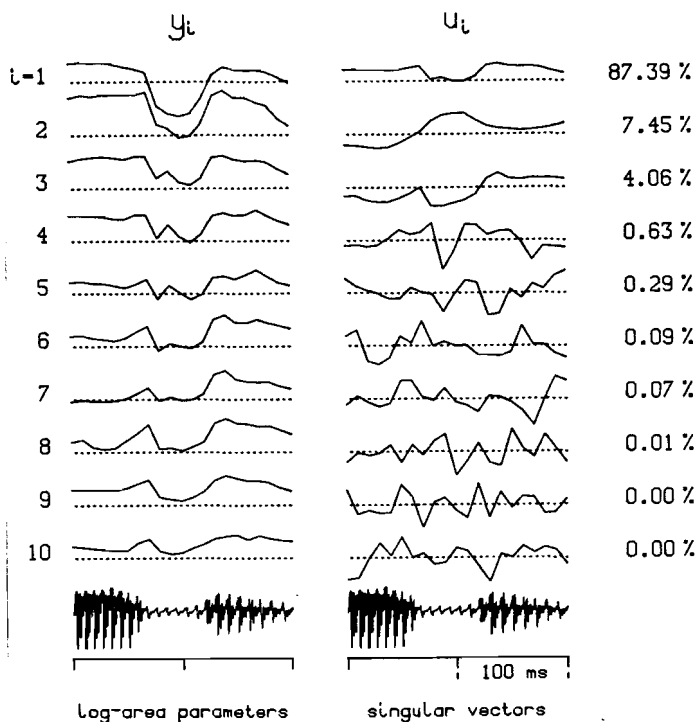 yi ui
i=1 87.39 %
2 7.45 %
3 4.06 %
4 0.63 %
5 0.29 %
6 0.09 %
7 0.07 %
8 0.01 %
9 0.00 %
10 0.00 %
100 ms
log-area parameters singular vectors